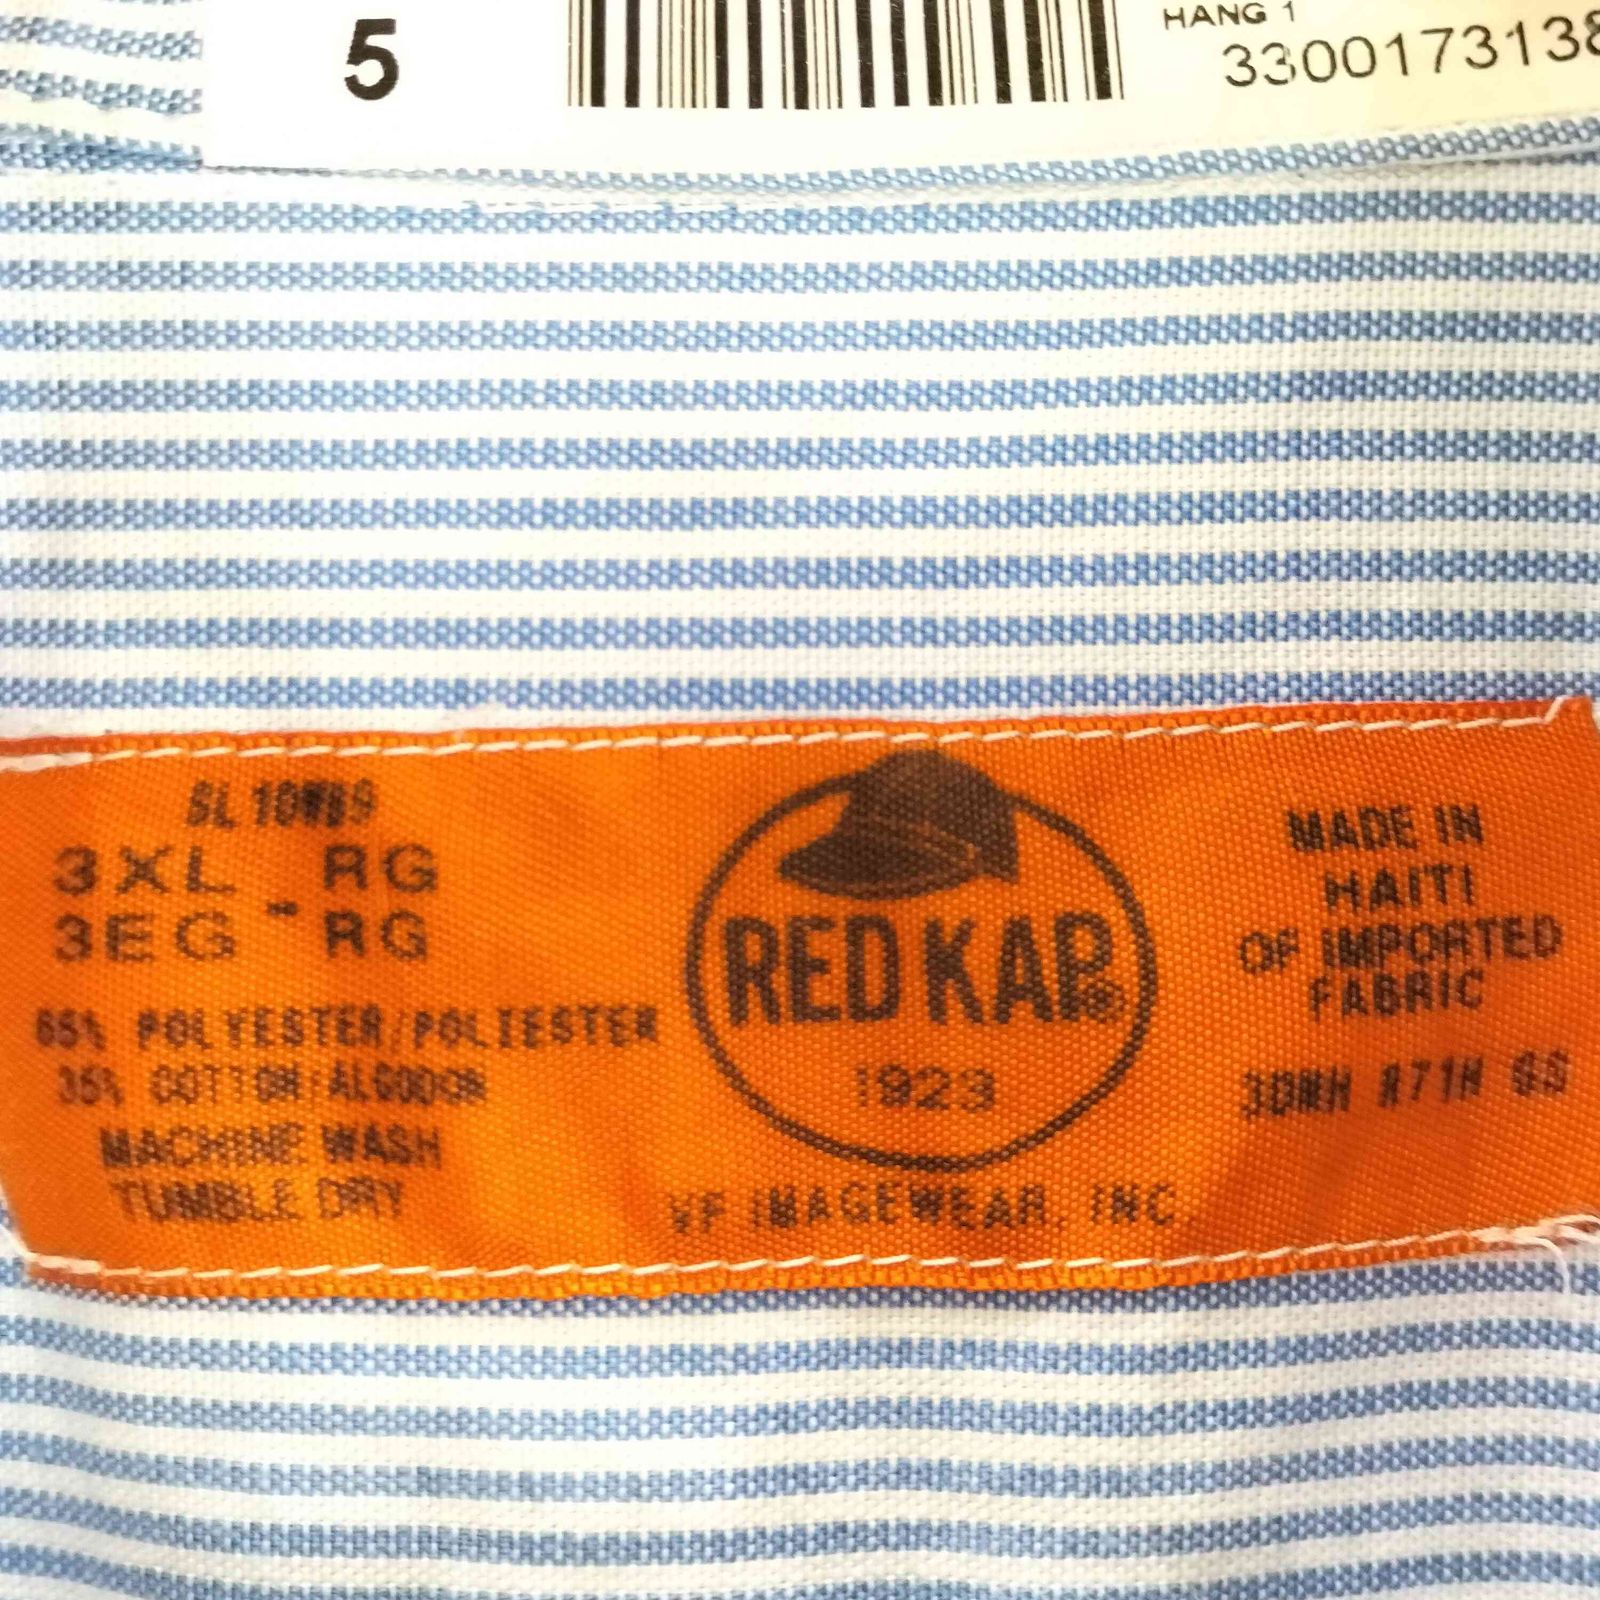 5
HANG 1
3300173138
SL10WB9
3XL - RG
3EG - RG
65% POLYESTER/POLIESTER
35% COTTON/ALGODON
MACHINE WASH
TUMBLE DRY
RED KAP®
1923
VF IMAGEWEAR, INC
MADE IN
HAITI
OF IMPORTED
FABRIC